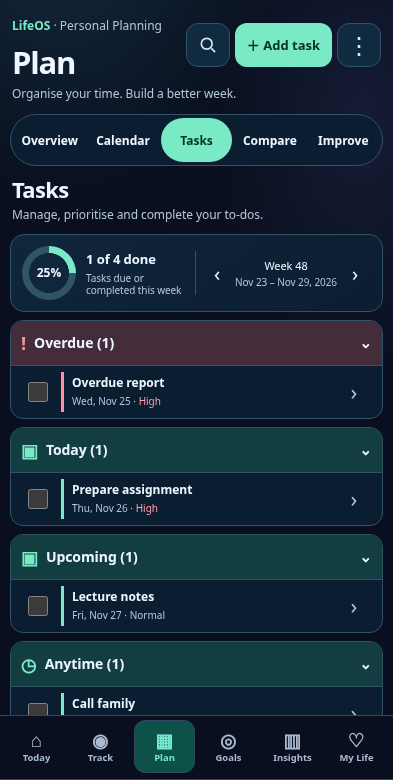 LifeOS · Personal Planning
Plan
Organise your time. Build a better week.
+ Add task
Overview Calendar Tasks Compare Improve
Tasks
Manage, prioritise and complete your to-dos.
25%
1 of 4 done
Tasks due or
completed this week
Week 48
Nov 23 – Nov 29, 2026
! Overdue (1)
Overdue report
Wed, Nov 25 · High
Today (1)
Prepare assignment
Thu, Nov 26 · High
Upcoming (1)
Lecture notes
Fri, Nov 27 · Normal
Anytime (1)
Call family
Today Track Plan Goals Insights My Life